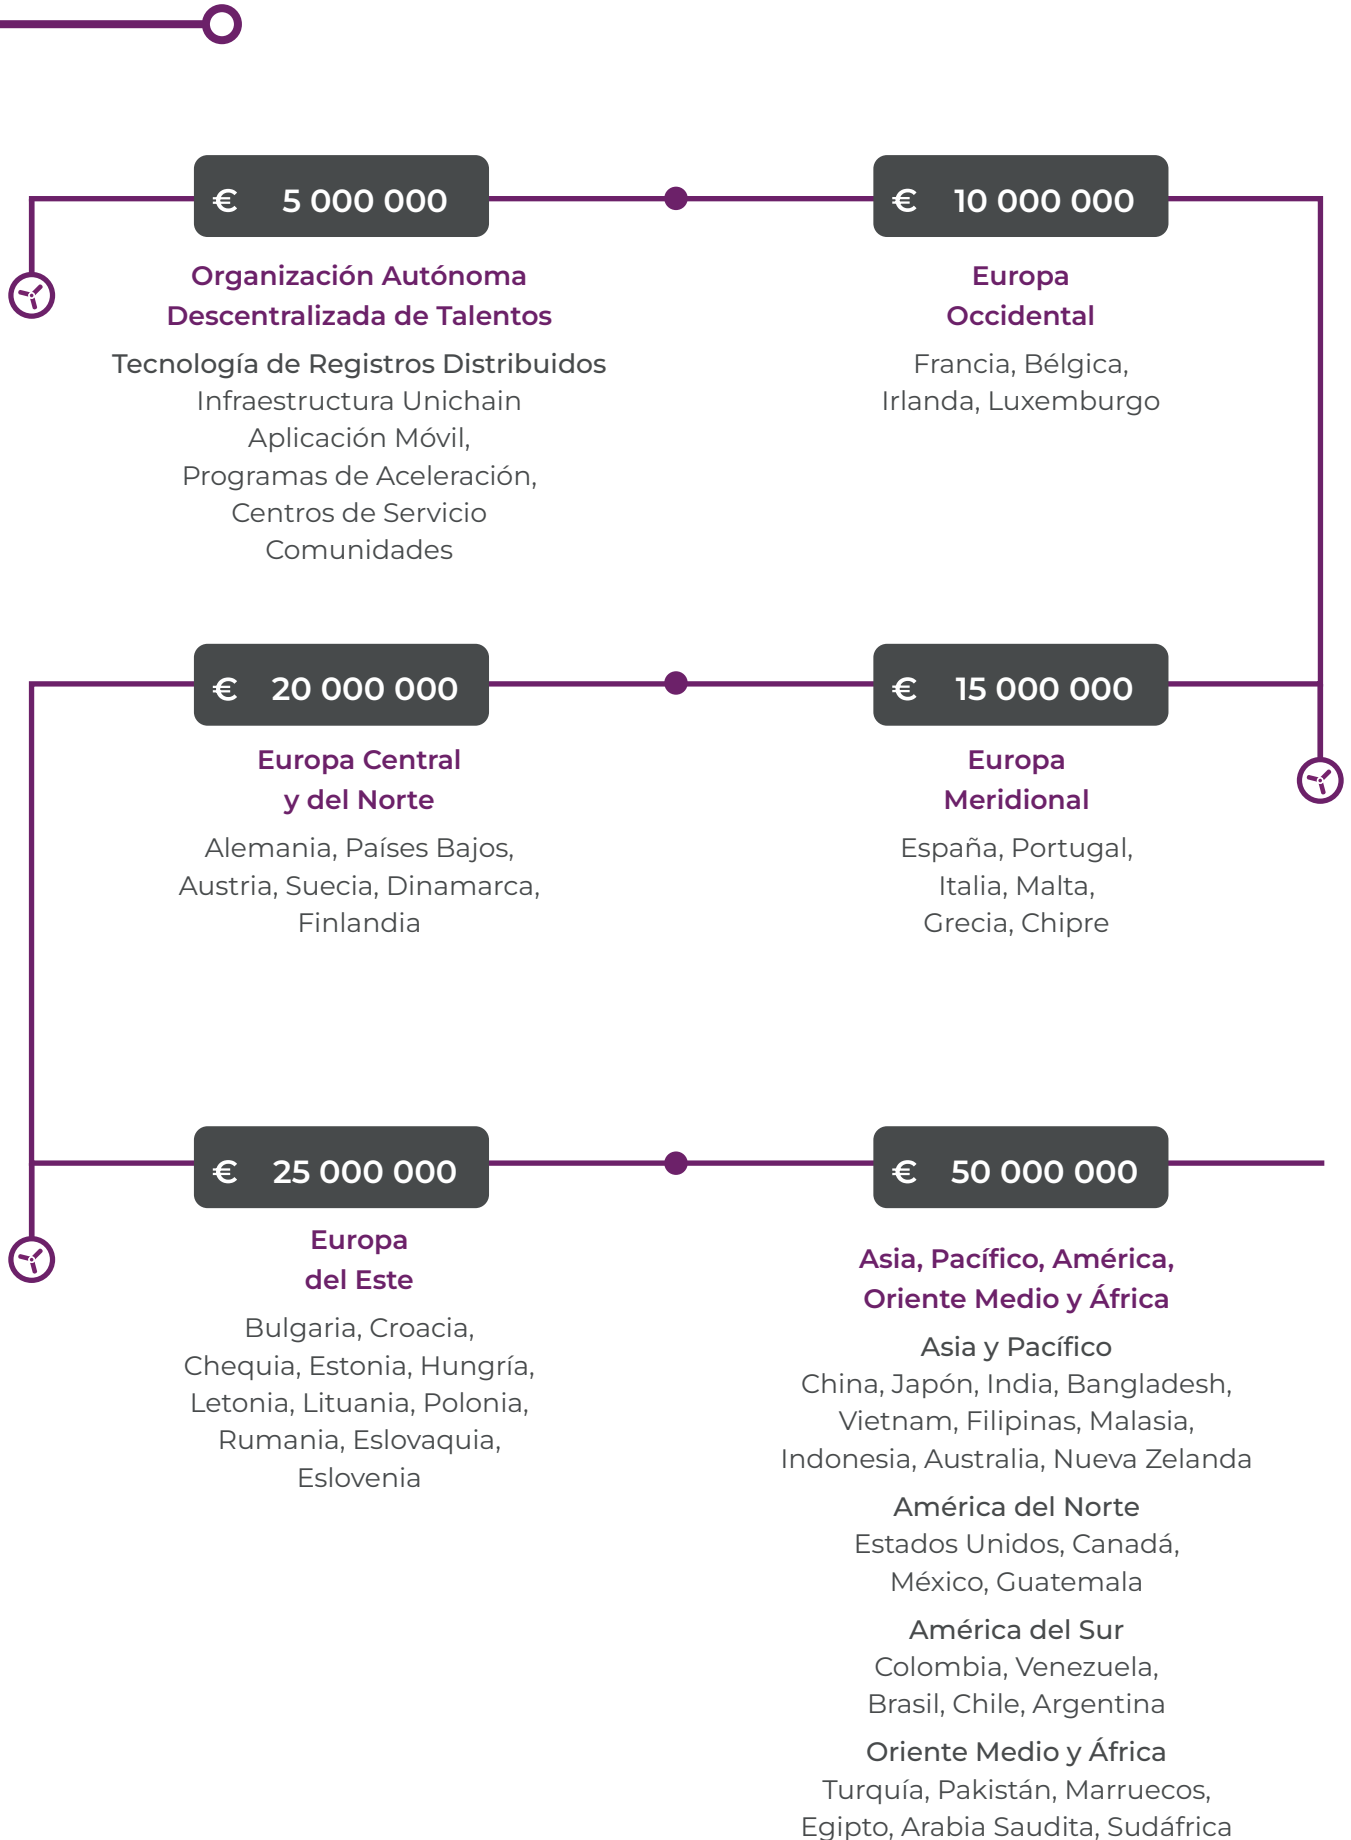 € 5 000 000
Organización Autónoma
Descentralizada de Talentos
Tecnología de Registros Distribuidos
Infraestructura Unichain
Aplicación Móvil,
Programas de Aceleración,
Centros de Servicio
Comunidades
€ 10 000 000
Europa
Occidental
Francia, Bélgica,
Irlanda, Luxemburgo
€ 20 000 000
Europa Central
y del Norte
Alemania, Países Bajos,
Austria, Suecia, Dinamarca,
Finlandia
€ 15 000 000
Europa
Meridional
España, Portugal,
Italia, Malta,
Grecia, Chipre
€ 25 000 000
Europa
del Este
Bulgaria, Croacia,
Chequia, Estonia, Hungría,
Letonia, Lituania, Polonia,
Rumania, Eslovaquia,
Eslovenia
€ 50 000 000
Asia, Pacífico, América,
Oriente Medio y África
Asia y Pacífico
China, Japón, India, Bangladesh,
Vietnam, Filipinas, Malasia,
Indonesia, Australia, Nueva Zelanda
América del Norte
Estados Unidos, Canadá,
México, Guatemala
América del Sur
Colombia, Venezuela,
Brasil, Chile, Argentina
Oriente Medio y África
Turquía, Pakistán, Marruecos,
Egipto, Arabia Saudita, Sudáfrica